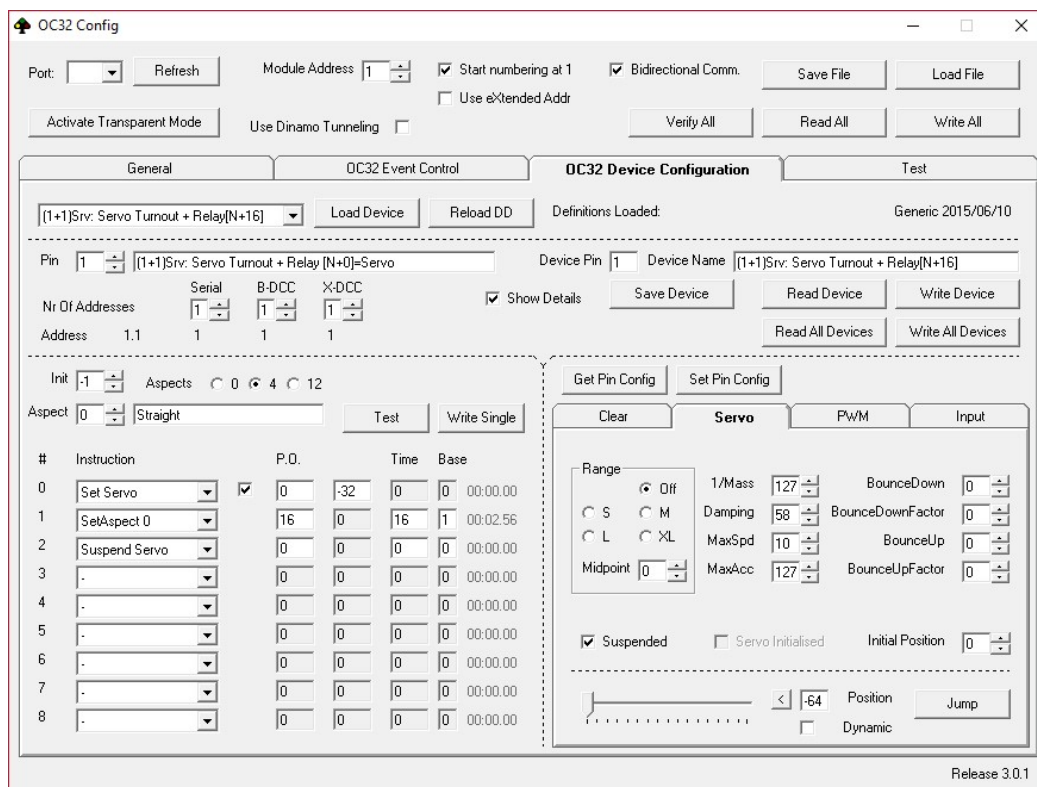 OC32 Config
Port: Refresh Module Address 1 Start numbering at 1 Bidirectional Comm. Save File Load File
Use eXtended Addr
Activate Transparent Mode Use Dinamo Tunneling Verify All Read All Write All
General OC32 Event Control OC32 Device Configuration Test
(1+1)Srv: Servo Turnout + Relay[N+16] Load Device Reload DD Definitions Loaded: Generic 2015/06/10
Pin 1 (1+1)Srv: Servo Turnout + Relay [N+0]=Servo Device Pin 1 Device Name (1+1)Srv: Servo Turnout + Relay[N+16]
Serial B-DCC X-DCC
Nr Of Addresses 1 1 1 Show Details Save Device Read Device Write Device
Address 1.1 1 1 1 Read All Devices Write All Devices
Init -1 Aspects 0 4 12
Aspect 0 Straight Test Write Single
# Instruction P.O. Time Base
0 Set Servo 0 -32 0 0 00:00.00
1 SetAspect 0 16 0 16 1 00:02.56
2 Suspend Servo 0 0 0 0 00:00.00
3 - 0 0 0 0 00:00.00
4 - 0 0 0 0 00:00.00
5 - 0 0 0 0 00:00.00
6 - 0 0 0 0 00:00.00
7 - 0 0 0 0 00:00.00
8 - 0 0 0 0 00:00.00
Get Pin Config Set Pin Config
Clear Servo PWM Input
Range
Off
S M
L XL
Midpoint 0
1/Mass 127 BounceDown 0
Damping 58 BounceDownFactor 0
MaxSpd 10 BounceUp 0
MaxAcc 127 BounceUpFactor 0
Suspended Servo Initialised Initial Position 0
< -64 Position Jump
Dynamic
Release 3.0.1